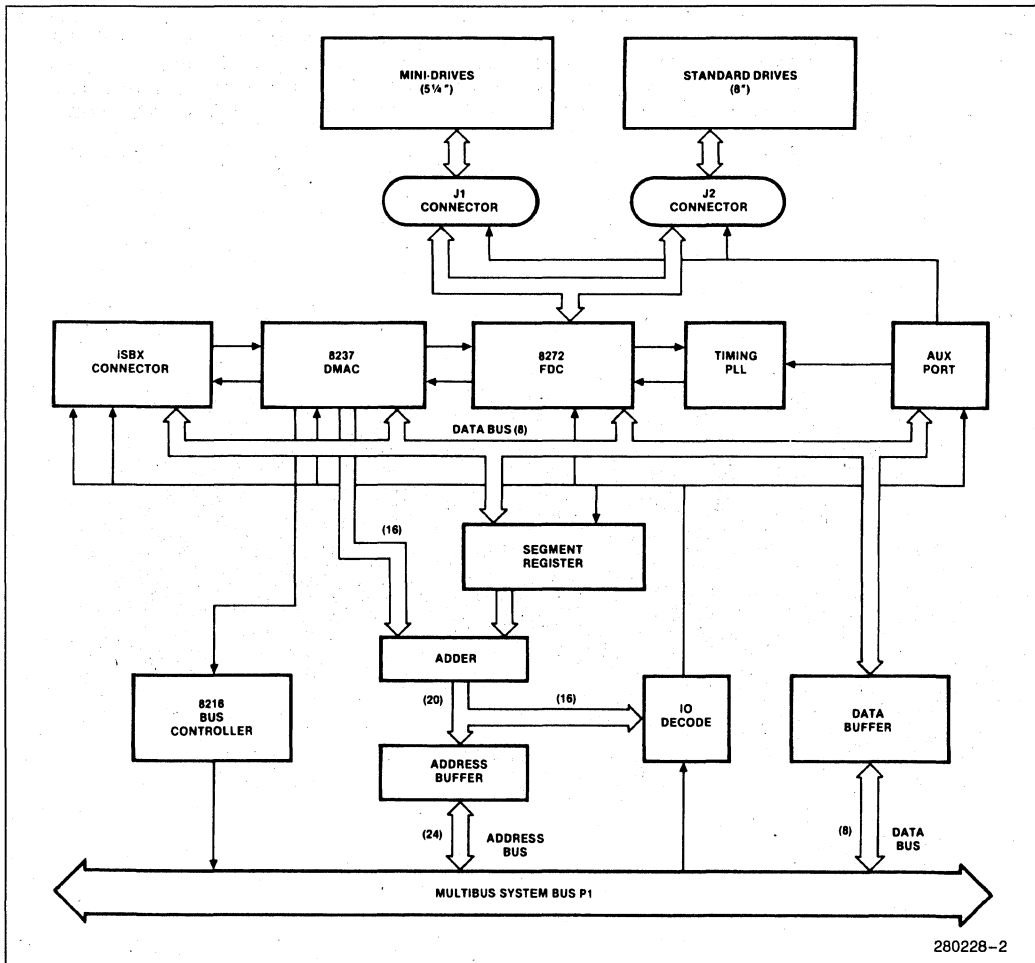 MINI-DRIVES
(5¼")
STANDARD DRIVES
(8")
J1
CONNECTOR
J2
CONNECTOR
iSBX
CONNECTOR
8237
DMAC
8272
FDC
TIMING
PLL
AUX
PORT
DATA BUS (8)
(16)
SEGMENT
REGISTER
ADDER
8218
BUS
CONTROLLER
(20)
(16)
IO
DECODE
DATA
BUFFER
ADDRESS
BUFFER
(24)
ADDRESS
BUS
(8)
DATA
BUS
MULTIBUS SYSTEM BUS P1
280228-2